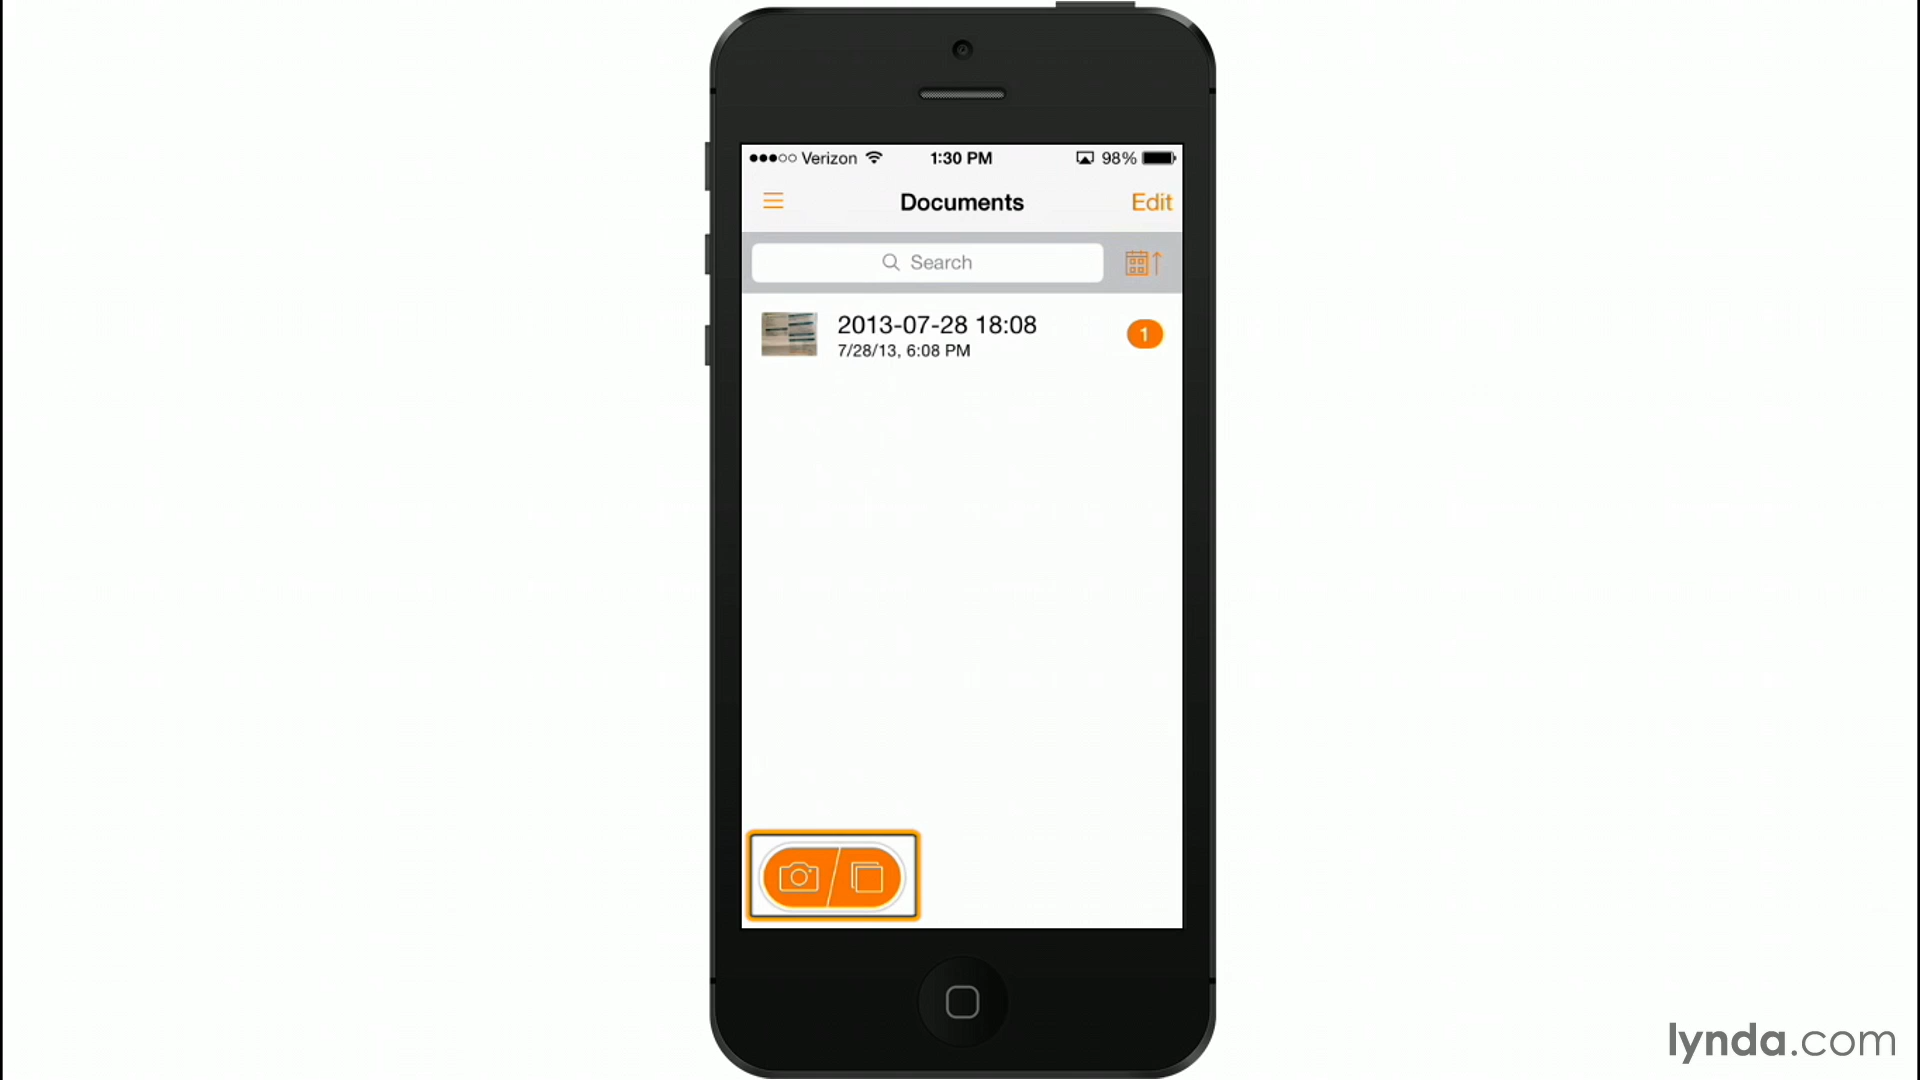 ●●●○○ Verizon 1:30 PM 98%
Documents Edit
Search
2013-07-28 18:08
7/28/13, 6:08 PM
1
lynda.com